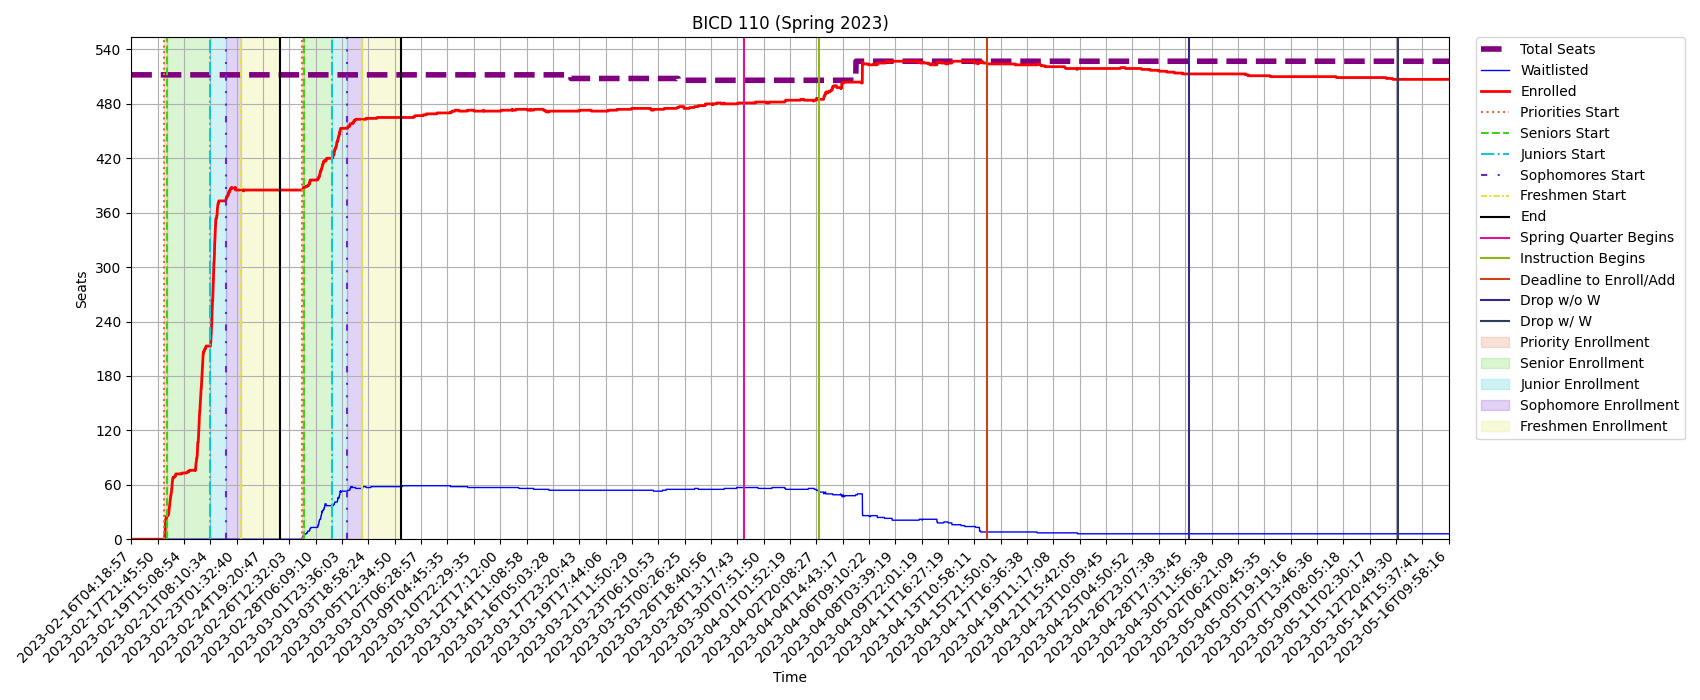 BICD 110 (Spring 2023)
Seats
540
480
420
360
300
240
180
120
60
0
2023-02-16T04:18:57
2023-02-17T21:45:50
2023-02-19T15:08:54
2023-02-21T08:10:34
2023-02-23T01:32:40
2023-02-24T19:20:47
2023-02-26T12:32:03
2023-02-28T06:09:10
2023-03-01T23:36:03
2023-03-03T18:58:24
2023-03-05T12:34:50
2023-03-07T06:28:57
2023-03-09T04:45:35
2023-03-10T22:29:35
2023-03-12T17:12:00
2023-03-14T11:08:58
2023-03-16T05:03:28
2023-03-17T23:20:43
2023-03-19T17:44:06
2023-03-21T11:50:29
2023-03-23T06:10:53
2023-03-25T00:26:25
2023-03-26T18:40:56
2023-03-28T13:17:43
2023-03-30T07:51:50
2023-04-01T01:52:19
2023-04-02T20:08:27
2023-04-04T14:43:17
2023-04-06T09:10:22
2023-04-08T03:39:19
2023-04-09T22:01:19
2023-04-11T16:27:19
2023-04-13T10:58:11
2023-04-15T21:50:01
2023-04-17T16:36:38
2023-04-19T11:17:08
2023-04-21T15:42:05
2023-04-23T10:09:45
2023-04-25T04:50:52
2023-04-26T23:07:38
2023-04-28T17:33:45
2023-04-30T11:56:38
2023-05-02T06:21:09
2023-05-04T00:45:35
2023-05-05T19:19:16
2023-05-07T13:46:36
2023-05-09T08:05:18
2023-05-11T02:30:17
2023-05-12T20:49:30
2023-05-14T15:37:41
2023-05-16T09:58:16
Time
Total Seats
Waitlisted
Enrolled
Priorities Start
Seniors Start
Juniors Start
Sophomores Start
Freshmen Start
End
Spring Quarter Begins
Instruction Begins
Deadline to Enroll/Add
Drop w/o W
Drop w/ W
Priority Enrollment
Senior Enrollment
Junior Enrollment
Sophomore Enrollment
Freshmen Enrollment